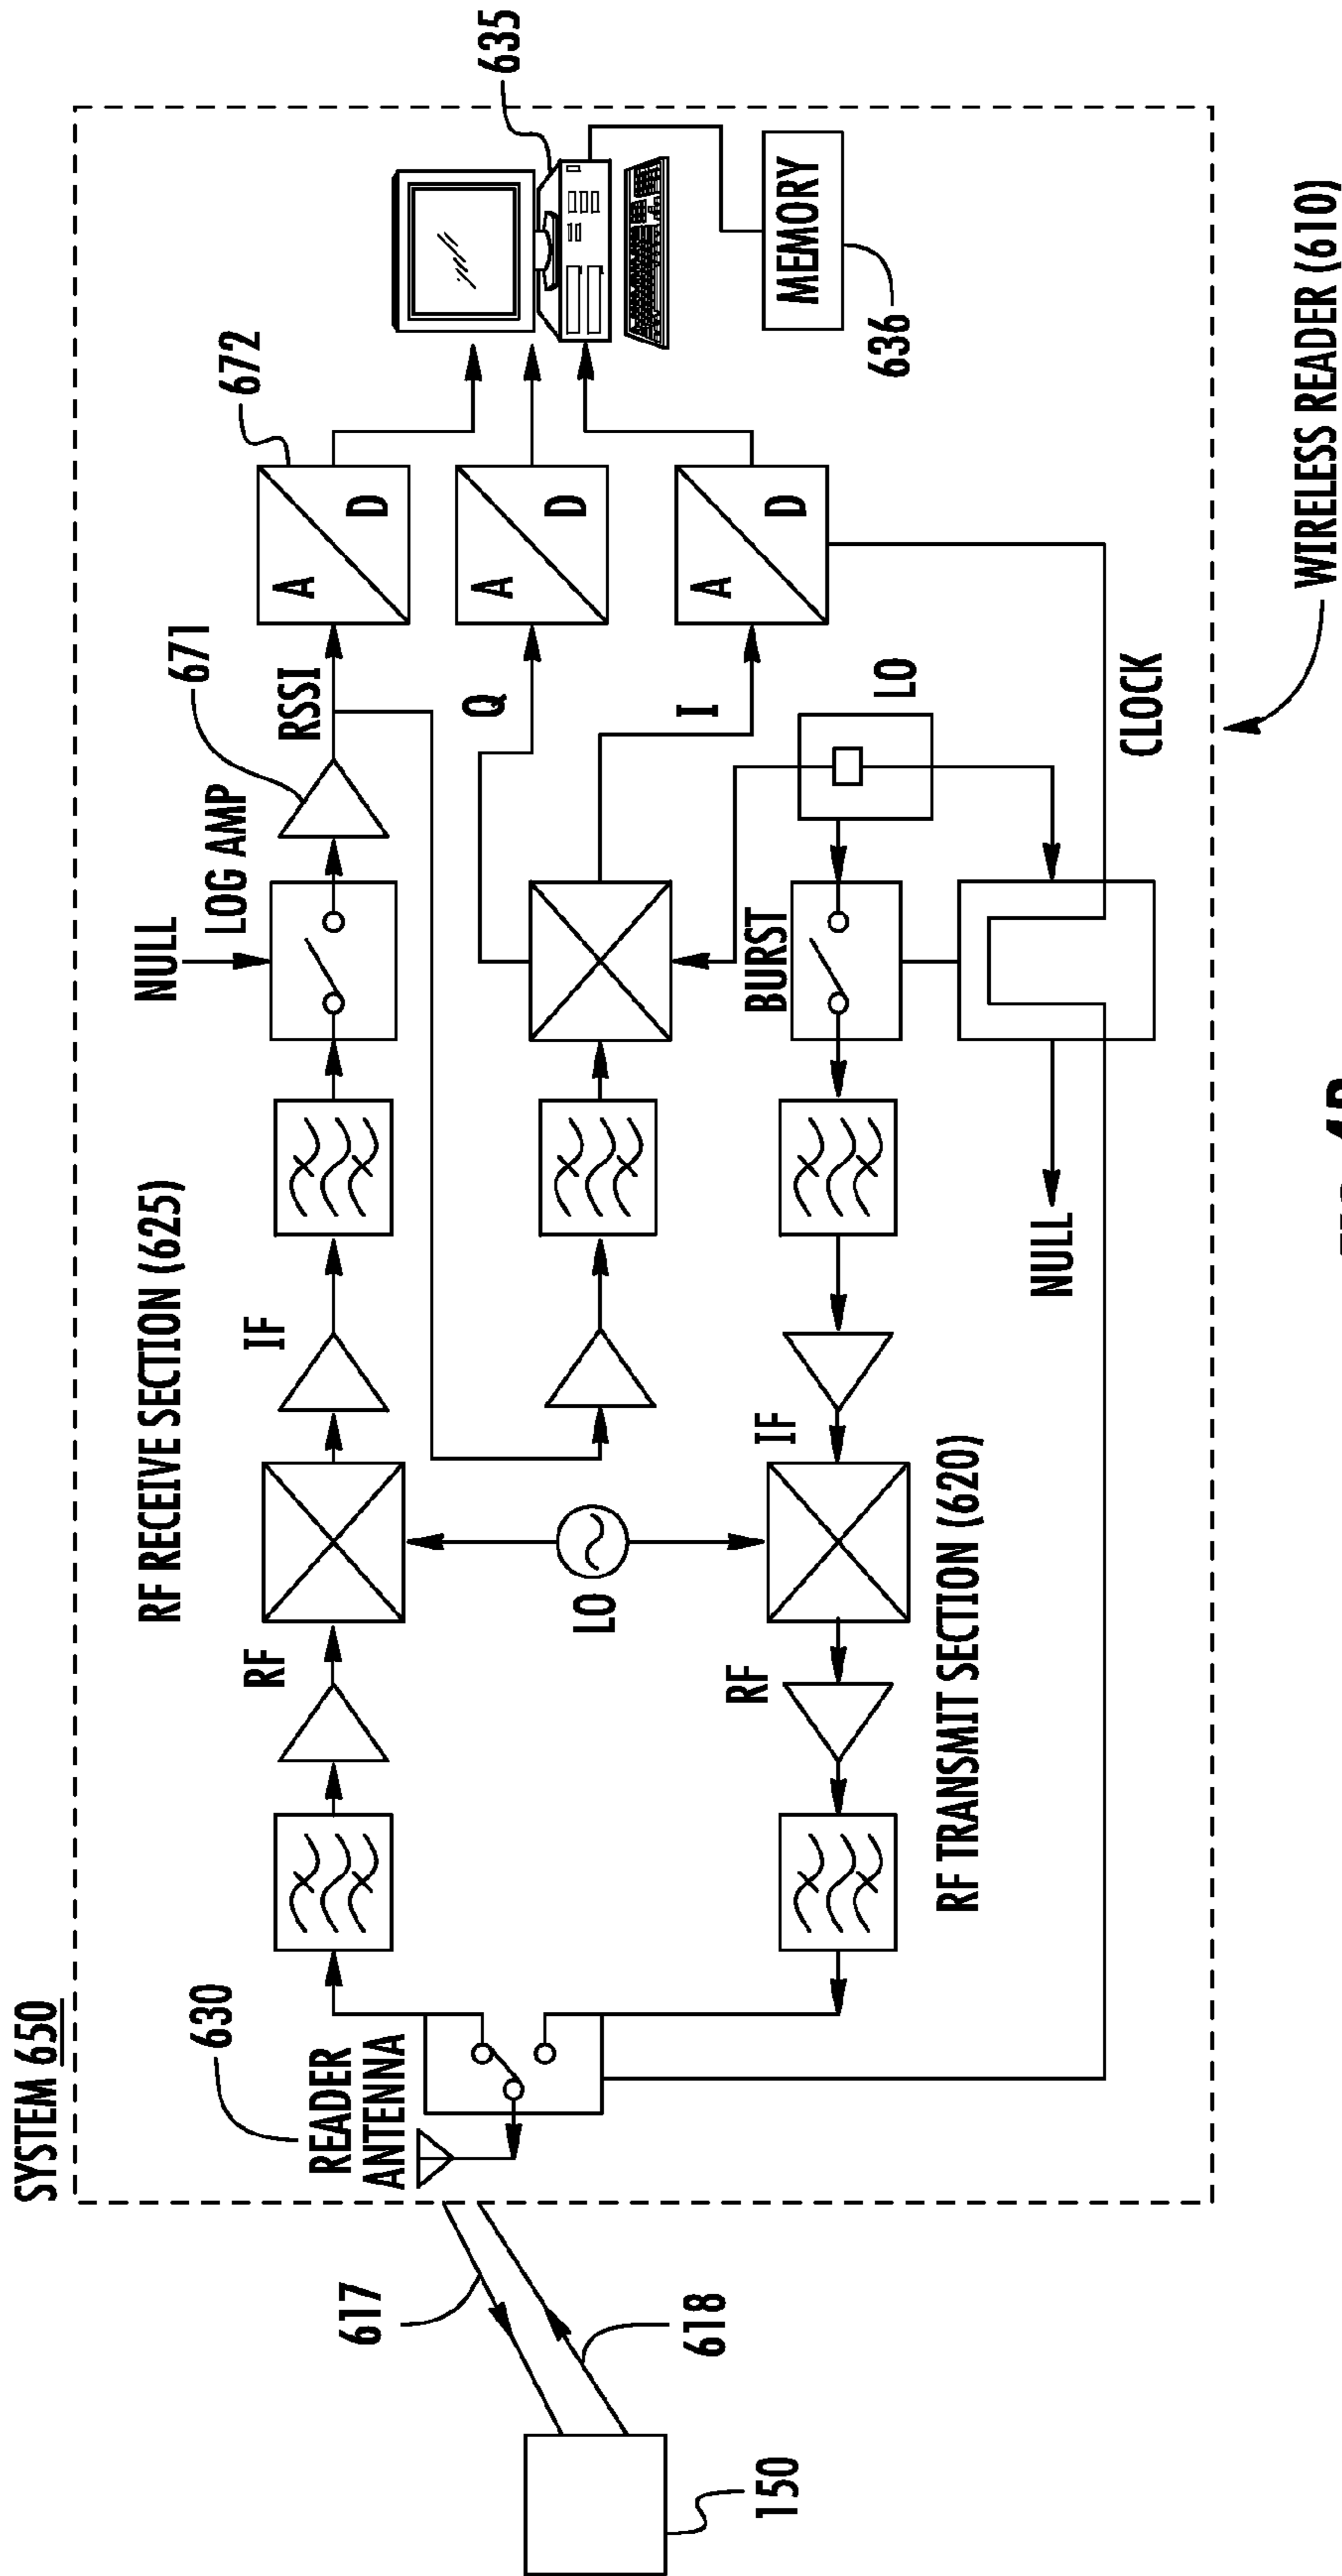 SYSTEM 650
630
READER
ANTENNA
617
618
150
RF RECEIVE SECTION (625)
RF
IF
NULL
LOG AMP
671
RSSI
672
A
D
635
Q
A
D
I
A
D
MEMORY
636
LO
LO
BURST
IF
RF
RF TRANSMIT SECTION (620)
NULL
CLOCK
WIRELESS READER (610)